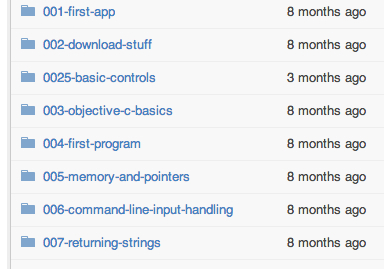 001-first-app 8 months ago
002-download-stuff 8 months ago
0025-basic-controls 3 months ago
003-objective-c-basics 8 months ago
004-first-program 8 months ago
005-memory-and-pointers 8 months ago
006-command-line-input-handling 8 months ago
007-returning-strings 8 months ago